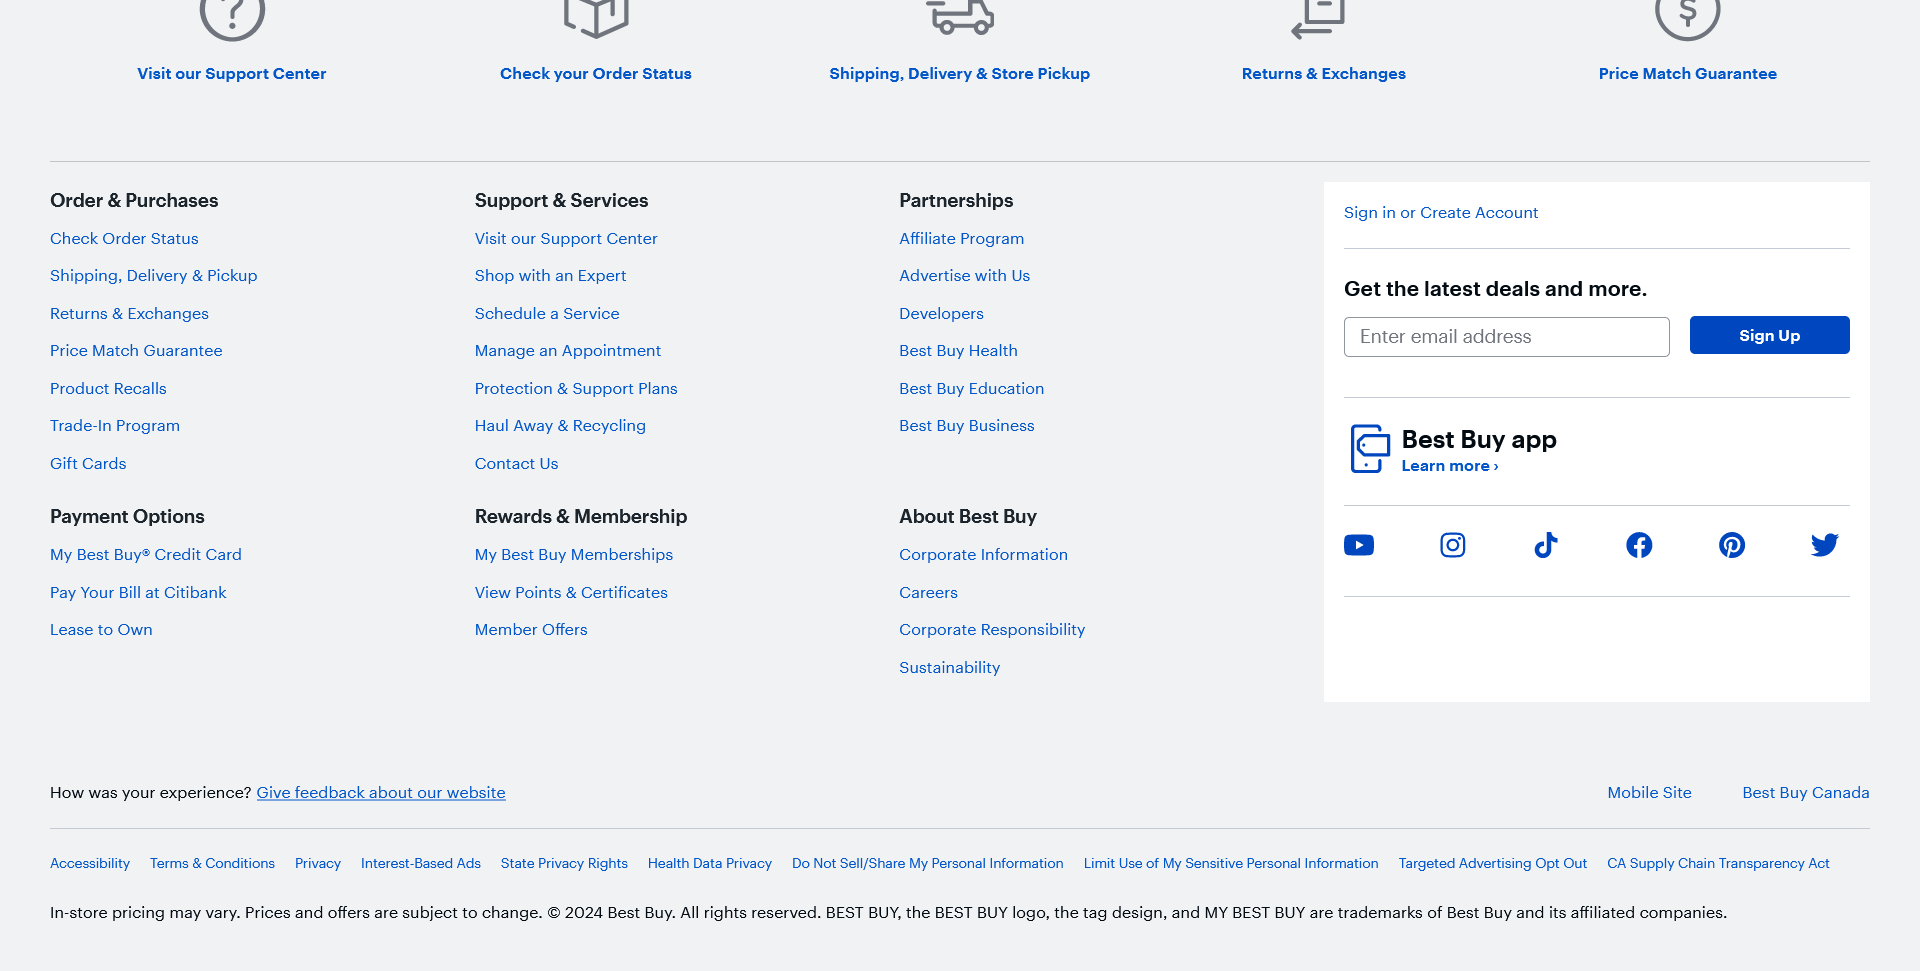 Visit our Support Center
Check your Order Status
Shipping, Delivery & Store Pickup
Returns & Exchanges
Price Match Guarantee
Order & Purchases
Check Order Status
Shipping, Delivery & Pickup
Returns & Exchanges
Price Match Guarantee
Product Recalls
Trade-In Program
Gift Cards
Support & Services
Visit our Support Center
Shop with an Expert
Schedule a Service
Manage an Appointment
Protection & Support Plans
Haul Away & Recycling
Contact Us
Partnerships
Affiliate Program
Advertise with Us
Developers
Best Buy Health
Best Buy Education
Best Buy Business
Payment Options
My Best Buy® Credit Card
Pay Your Bill at Citibank
Lease to Own
Rewards & Membership
My Best Buy Memberships
View Points & Certificates
Member Offers
About Best Buy
Corporate Information
Careers
Corporate Responsibility
Sustainability
Sign in or Create Account
Get the latest deals and more.
Enter email address
Sign Up
Best Buy app
Learn more ›
How was your experience? Give feedback about our website
Mobile Site
Best Buy Canada
Accessibility
Terms & Conditions
Privacy
Interest-Based Ads
State Privacy Rights
Health Data Privacy
Do Not Sell/Share My Personal Information
Limit Use of My Sensitive Personal Information
Targeted Advertising Opt Out
CA Supply Chain Transparency Act
In-store pricing may vary. Prices and offers are subject to change. © 2024 Best Buy. All rights reserved. BEST BUY, the BEST BUY logo, the tag design, and MY BEST BUY are trademarks of Best Buy and its affiliated companies.